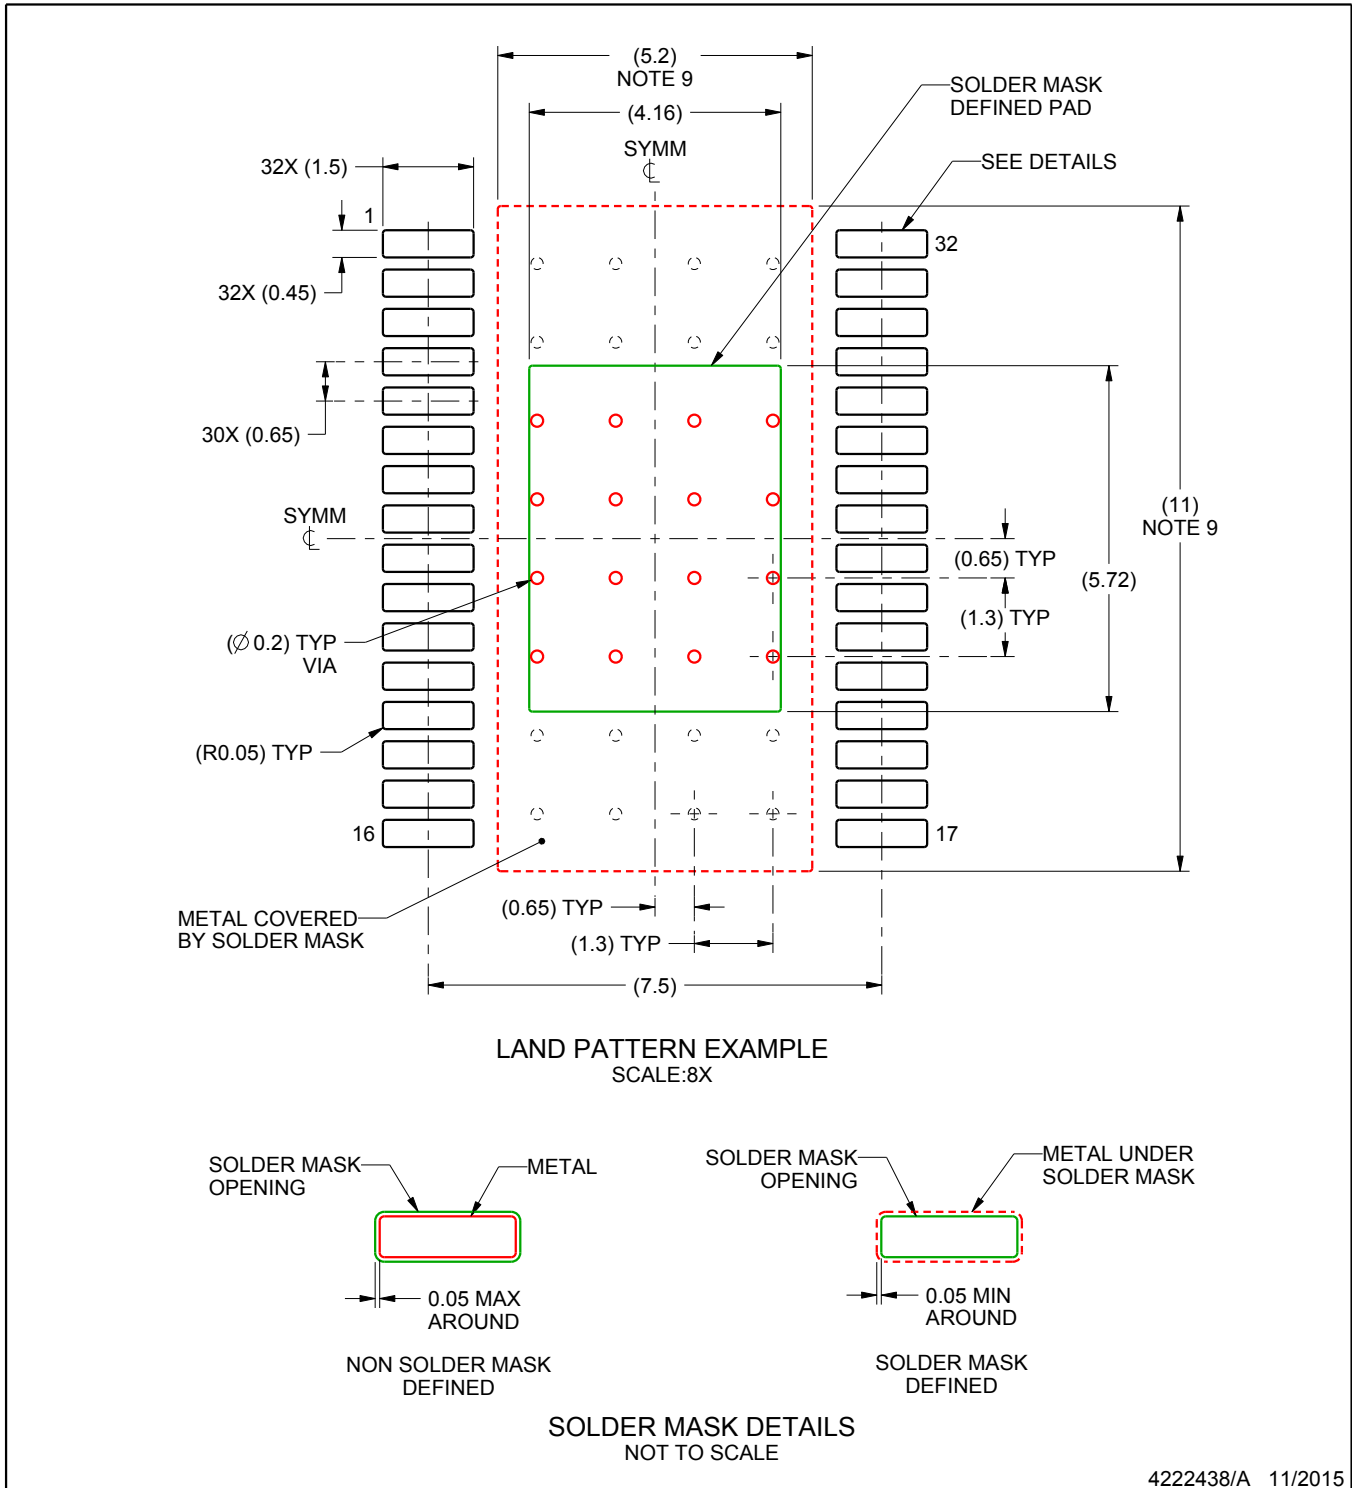 (5.2)
NOTE 9
(4.16)
SYMM
℄
SOLDER MASK
DEFINED PAD
SEE DETAILS
32X (1.5)
1
32
32X (0.45)
30X (0.65)
SYMM
℄
(11)
NOTE 9
(0.65) TYP
(5.72)
(1.3) TYP
(∅0.2) TYP
VIA
(R0.05) TYP
16
17
METAL COVERED
BY SOLDER MASK
(0.65) TYP
(1.3) TYP
(7.5)
LAND PATTERN EXAMPLE
SCALE:8X
SOLDER MASK
OPENING
METAL
0.05 MAX
AROUND
NON SOLDER MASK
DEFINED
SOLDER MASK
OPENING
METAL UNDER
SOLDER MASK
0.05 MIN
AROUND
SOLDER MASK
DEFINED
SOLDER MASK DETAILS
NOT TO SCALE
4222438/A 11/2015